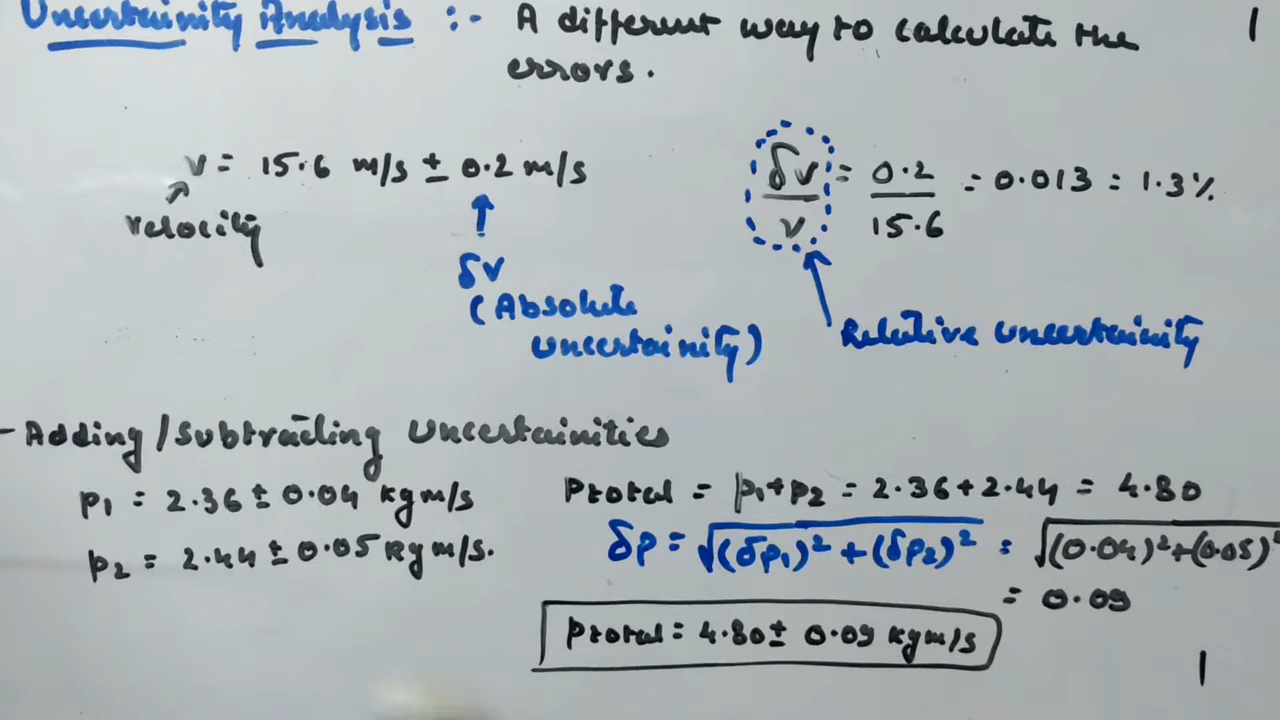 Uncertainity Analysis :- A different way to calculate the 1
errors.
v = 15.6 m/s ± 0.2 m/s
velocity
δv
(Absolute
uncertainity)
δv/v = 0.2/15.6 = 0.013 = 1.3%
Relative uncertainity
- Adding/Subtracting Uncertainities
p₁ = 2.36 ± 0.04 kgm/s
p₂ = 2.44 ± 0.05 kgm/s.
Ptotal = p₁+p₂ = 2.36+2.44 = 4.80
δp = √(δp₁)² + (δp₂)² = √(0.04)²+(0.05)²
= 0.09
Ptotal = 4.80 ± 0.09 kgm/s
1